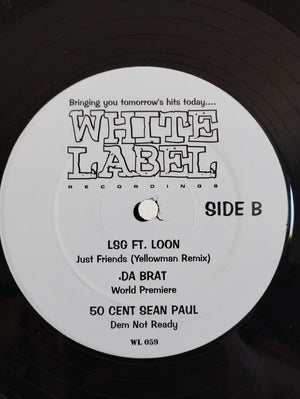 Bringing you tomorrow's hits today....
WHITE
LABEL
RECORDINGS
SIDE B
LSG FT. LOON
Just Friends (Yellowman Remix)
DA BRAT
World Premiere
50 CENT SEAN PAUL
Dem Not Ready
WL 059